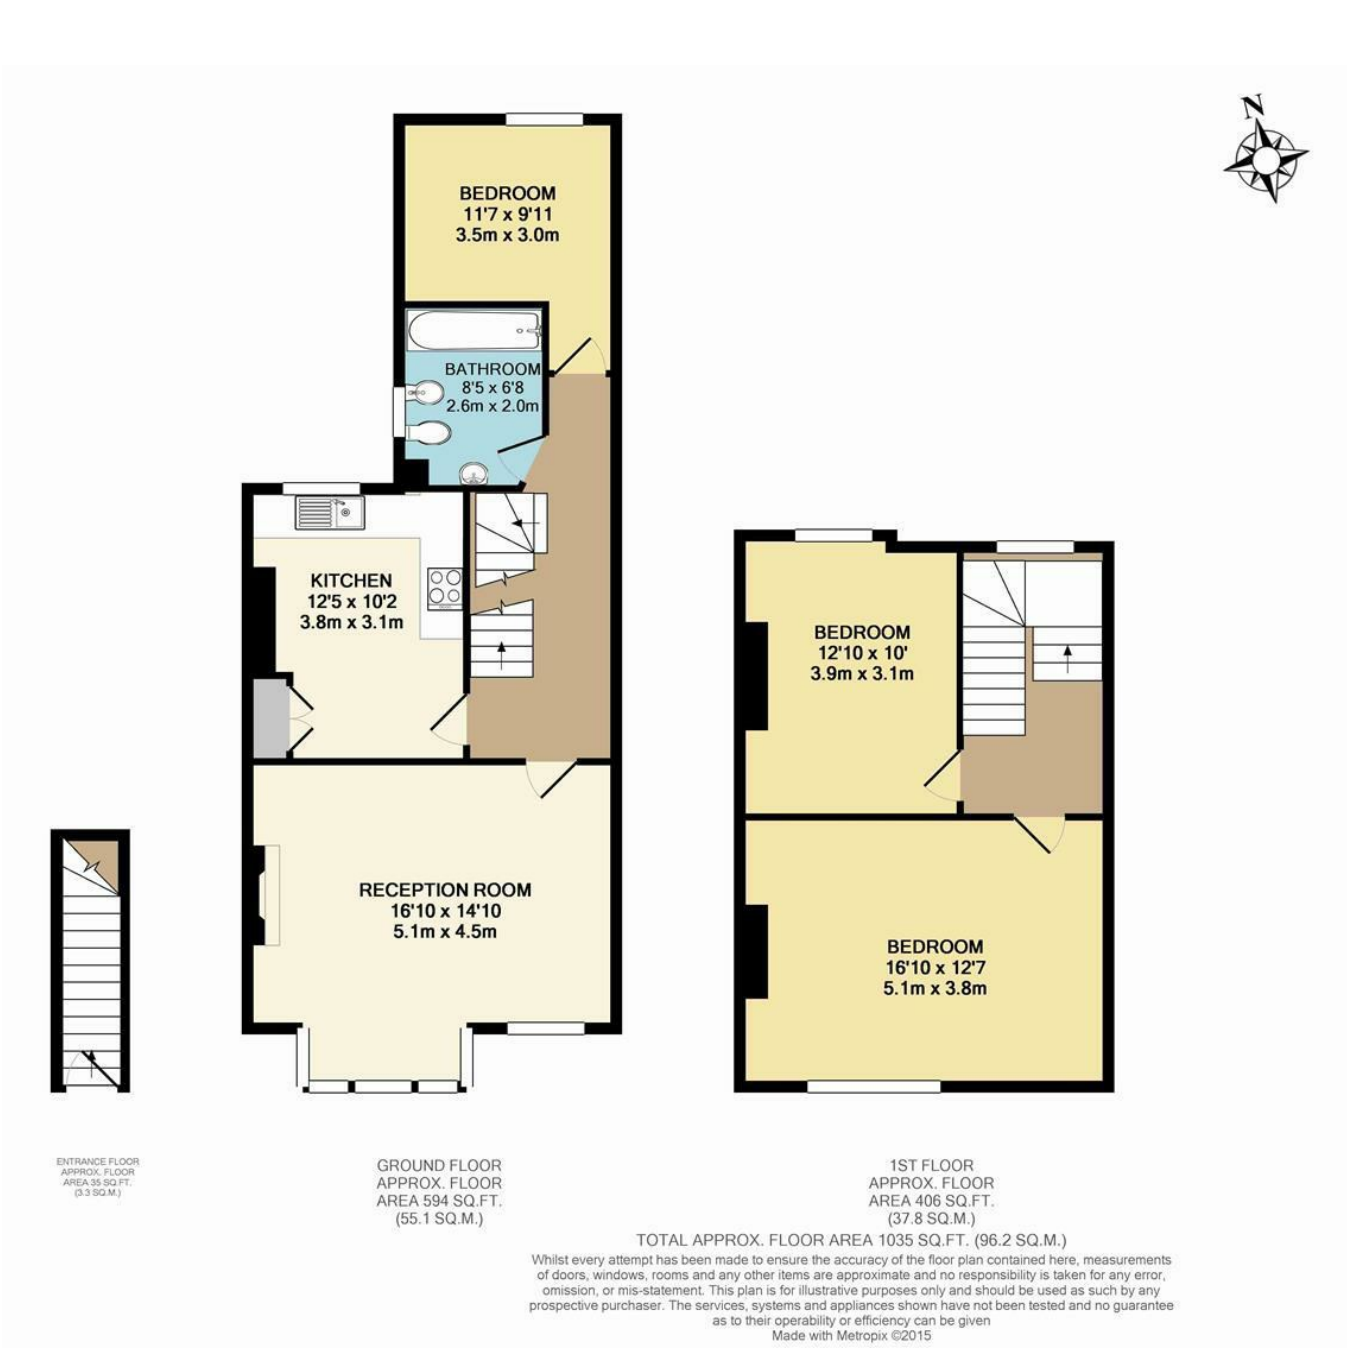 N
BEDROOM
11'7 x 9'11
3.5m x 3.0m
BATHROOM
8'5 x 6'8
2.6m x 2.0m
KITCHEN
12'5 x 10'2
3.8m x 3.1m
RECEPTION ROOM
16'10 x 14'10
5.1m x 4.5m
BEDROOM
12'10 x 10'
3.9m x 3.1m
BEDROOM
16'10 x 12'7
5.1m x 3.8m
ENTRANCE FLOOR
APPROX. FLOOR
AREA 35 SQ.FT.
(3.3 SQ.M.)
GROUND FLOOR
APPROX. FLOOR
AREA 594 SQ.FT.
(55.1 SQ.M.)
1ST FLOOR
APPROX. FLOOR
AREA 406 SQ.FT.
(37.8 SQ.M.)
TOTAL APPROX. FLOOR AREA 1035 SQ.FT. (96.2 SQ.M.)
Whilst every attempt has been made to ensure the accuracy of the floor plan contained here, measurements
of doors, windows, rooms and any other items are approximate and no responsibility is taken for any error,
omission, or mis-statement. This plan is for illustrative purposes only and should be used as such by any
prospective purchaser. The services, systems and appliances shown have not been tested and no guarantee
as to their operability or efficiency can be given
Made with Metropix ©2015